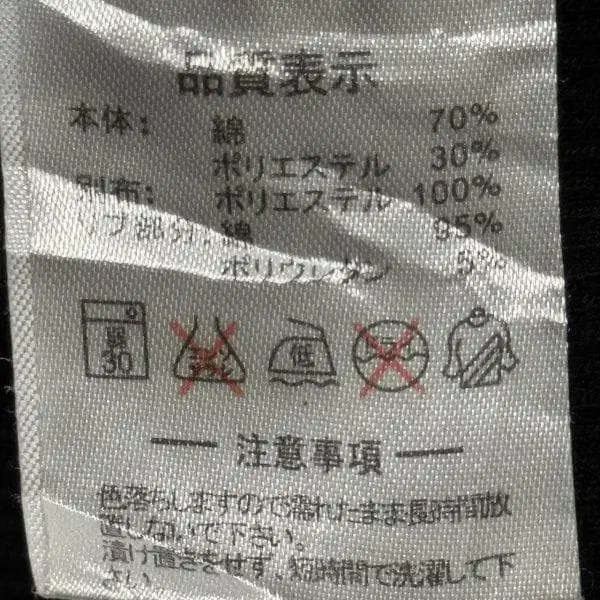 品質表示
本体: 綿 70%
ポリエステル 30%
別布: ポリエステル 100%
リブ部分: 綿 95%
ポリウレタン 5%
弱 30 低
注意事項
色落ちしますので濡れたまま長時間放
置しないで下さい。
漬け置きをせず、短時間で洗濯して下
さい。